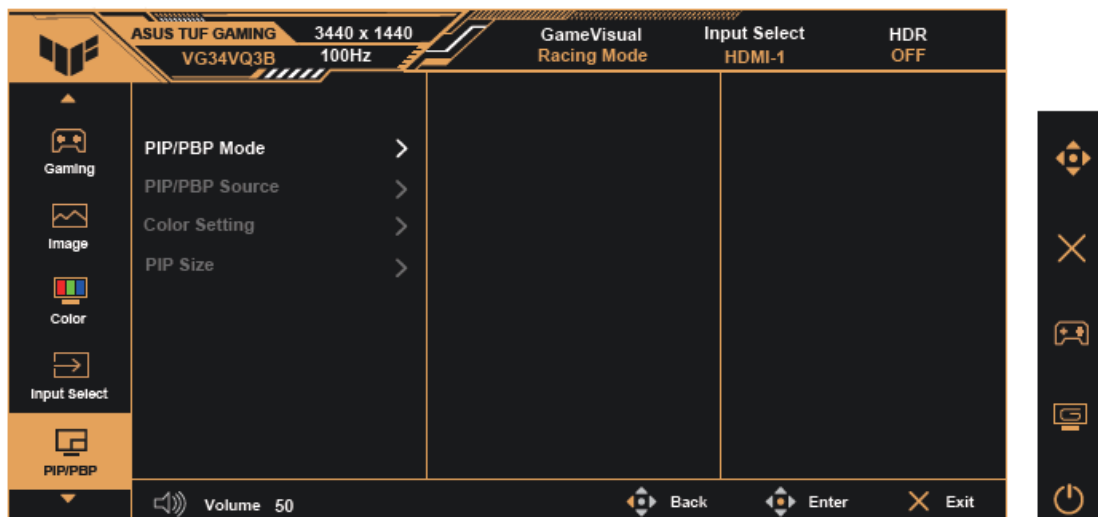 ASUS TUF GAMING 3440 x 1440 GameVisual Input Select HDR
VG34VQ3B 100Hz Racing Mode HDMI-1 OFF
Gaming
Image
Color
Input Select
PIP/PBP
PIP/PBP Mode
PIP/PBP Source
Color Setting
PIP Size
Volume 50 Back Enter Exit